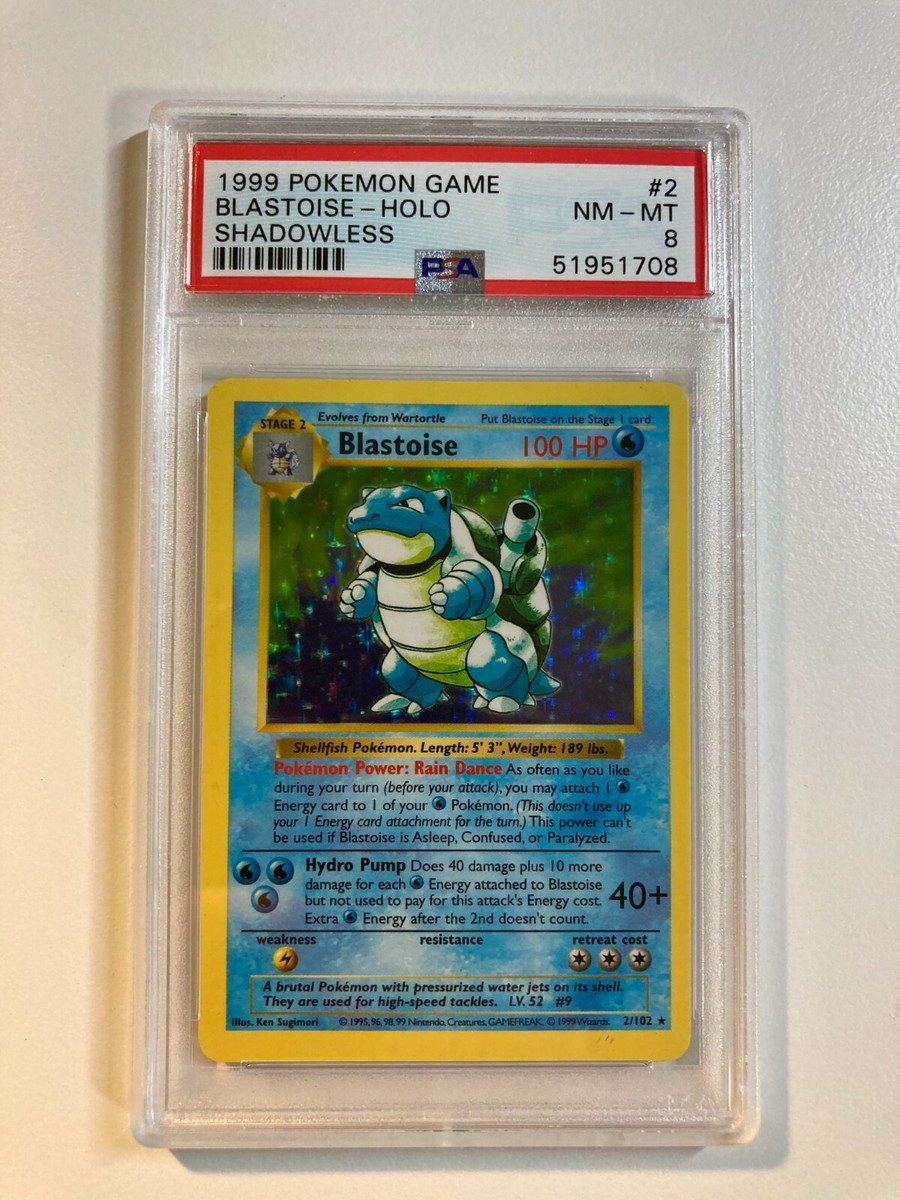 1999 POKEMON GAME #2
BLASTOISE – HOLO NM – MT
SHADOWLESS 8
PSA 51951708
STAGE 2 Evolves from Wartortle Put Blastoise on the Stage 1 card
Blastoise 100 HP
Shellfish Pokémon. Length: 5' 3", Weight: 189 lbs.
Pokémon Power: Rain Dance As often as you like
during your turn (before your attack), you may attach 1
Energy card to 1 of your Pokémon. (This doesn't use up
your 1 Energy card attachment for the turn.) This power can't
be used if Blastoise is Asleep, Confused, or Paralyzed.
Hydro Pump Does 40 damage plus 10 more
damage for each Energy attached to Blastoise
but not used to pay for this attack's Energy cost. 40+
Extra Energy after the 2nd doesn't count.
weakness resistance retreat cost
A brutal Pokémon with pressurized water jets on its shell.
They are used for high-speed tackles. LV. 52 #9
Illus. Ken Sugimori © 1995, 96, 98, 99 Nintendo, Creatures, GAMEFREAK. © 1999 Wizards. 2/102 ★